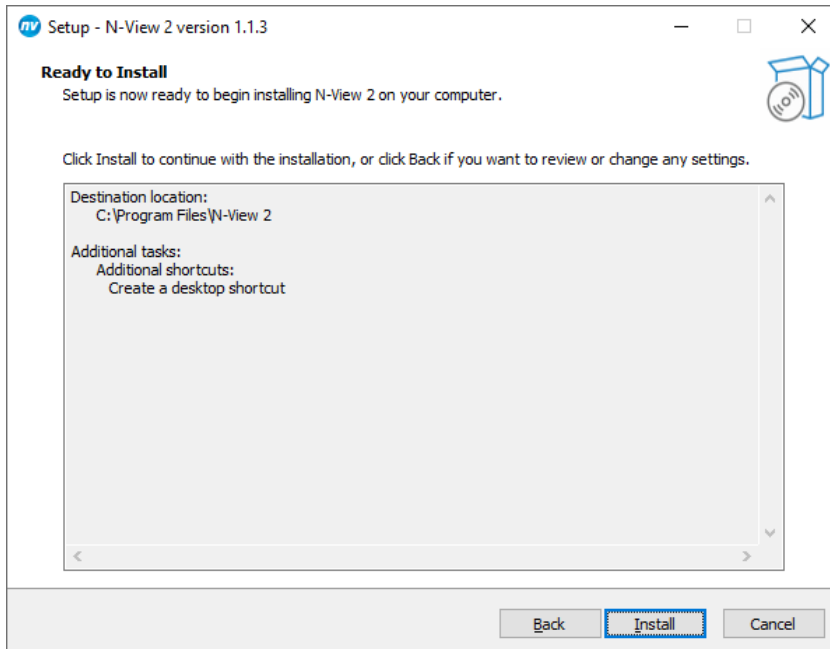 nv Setup - N-View 2 version 1.1.3
Ready to Install
Setup is now ready to begin installing N-View 2 on your computer.
Click Install to continue with the installation, or click Back if you want to review or change any settings.
Destination location:
C:\Program Files\N-View 2
Additional tasks:
Additional shortcuts:
Create a desktop shortcut
Back Install Cancel